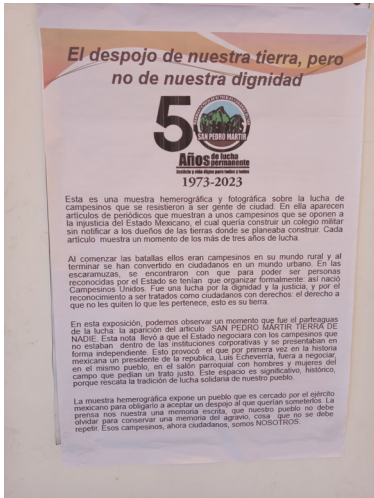 El despojo de nuestra tierra, pero
no de nuestra dignidad
50
SAN PEDRO MARTIR
Años de lucha
permanente
Justicia y vida digna para todas y todos
1973-2023
Esta es una muestra hemerográfica y fotográfica sobre la lucha de
campesinos que se resistieron a ser gente de ciudad. En ella aparecen
artículos de periódicos que muestran a unos campesinos que se oponen a
la injusticia del Estado Mexicano, el cual quería construir un colegio militar
sin notificar a los dueños de las tierras donde se planeaba construir. Cada
artículo muestra un momento de los más de tres años de lucha.
Al comenzar las batallas ellos eran campesinos en su mundo rural y al
terminar se han convertido en ciudadanos en un mundo urbano. En las
escaramuzas, se encontraron con que para poder ser personas
reconocidas por el Estado se tenían que organizar formalmente así nació
Campesinos Unidos. Fue una lucha por la dignidad y la justicia, y por el
reconocimiento a ser tratados como ciudadanos con derechos: el derecho a
que no les quiten lo que les pertenece, esto es su tierra.
En esta exposición, podemos observar un momento que fue el parteaguas
de la lucha: la aparición del artículo SAN PEDRO MARTIR TIERRA DE
NADIE. Esta nota llevó a que el Estado negociara con los campesinos que
no estaban dentro de las instituciones corporativas y se presentaban en
forma independiente. Esto provocó el que por primera vez en la historia
mexicana un presidente de la republica, Luis Echeverría, fuera a negociar,
en el mismo pueblo, en el salón parroquial con hombres y mujeres del
campo que pedían un trato justo. Este espacio es significativo, histórico,
porque rescata la tradición de lucha solidaria de nuestro pueblo.
La muestra hemerográfica expone un pueblo que es cercado por el ejército
mexicano para obligarlo a aceptar un despojo al que querían someterlos. La
prensa nos nuestra una memoria escrita, que nuestro pueblo no debe
olvidar para conservar una memoria del agravio, cosa que no se debe
repetir. Esos campesinos, ahora ciudadanos, somos NOSOTROS.